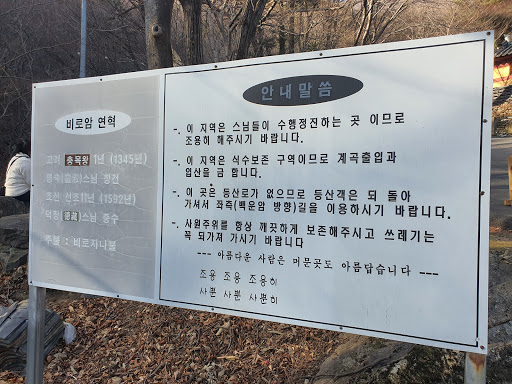 비로암 연혁
고려 충목왕 1년 (1345년)
스님 창건
조선 선조11년 (1592년)
스님 중수
주불 : 비로자나불
안내말씀
-. 이 지역은 스님들이 수행정진하는 곳 이므로
조용히 해주시기 바랍니다.
-. 이 지역은 식수보존 구역이므로 계곡출입과
입산을 금 합니다.
-. 이 곳은 등산로가 없으므로 등산객은 되 돌아
가셔서 좌측(백운암 방향)길을 이용하시기 바랍니다.
-. 사원주위를 항상 깨끗하게 보존해주시고 쓰레기는
꼭 되가져 가시기 바랍니다
--- 아름다운 사람은 머문곳도 아름답습니다 ---
조용 조용 조용히
사뿐 사뿐 사뿐히